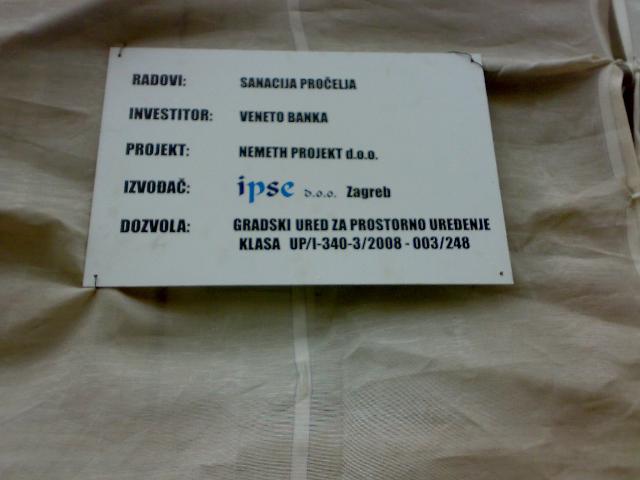 RADOVI: SANACIJA PROČELJA
INVESTITOR: VENETO BANKA
PROJEKT: NEMETH PROJEKT d.o.o.
IZVODAČ: ipse d.o.o. Zagreb
DOZVOLA: GRADSKI URED ZA PROSTORNO UREĐENJE
KLASA UP/I-340-3/2008 - 003/248